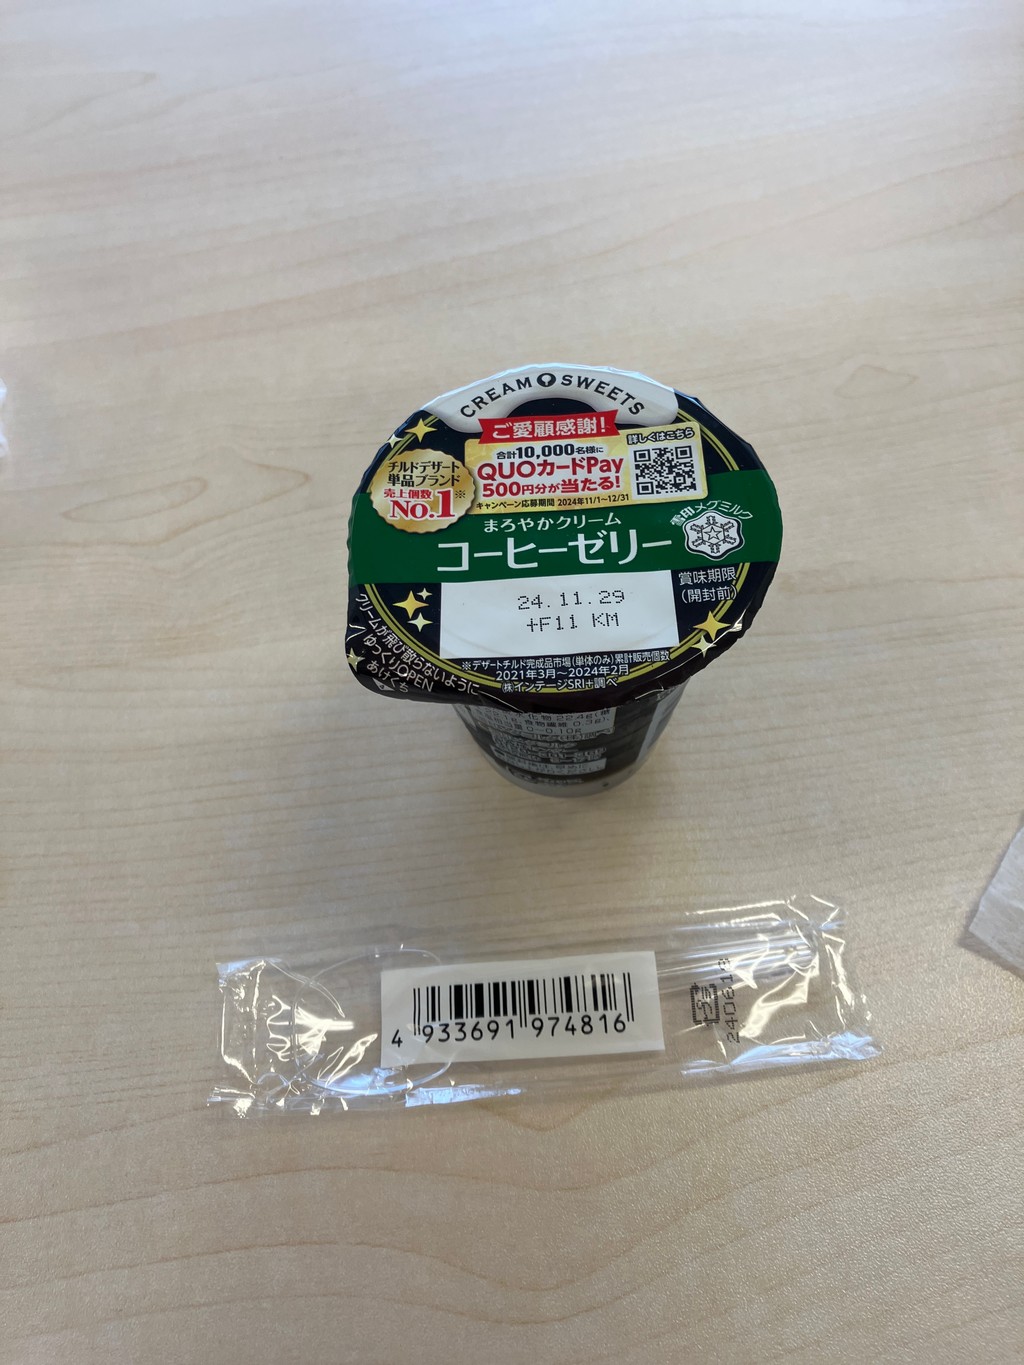 CREAM SWEETS
ご愛顧感謝!
合計10,000名様に
QUOカードPay
500円分が当たる!
キャンペーン応募期間 2024年11/1~12/31
詳しくはこちら
チルドデザート
単品ブランド
売上個数※
No.1
まろやかクリーム
コーヒーゼリー
雪印メグミルク
賞味期限
(開封前)
24.11.29
+F11 KM
※デザートチルド完成品市場(単体のみ)累計販売個数
2021年3月~2024年2月
(株)インテージSRI+調べ
クリームが飛び散らないように
ゆっくりOPEN
あけくち
4 933691 974816
プラ
240618